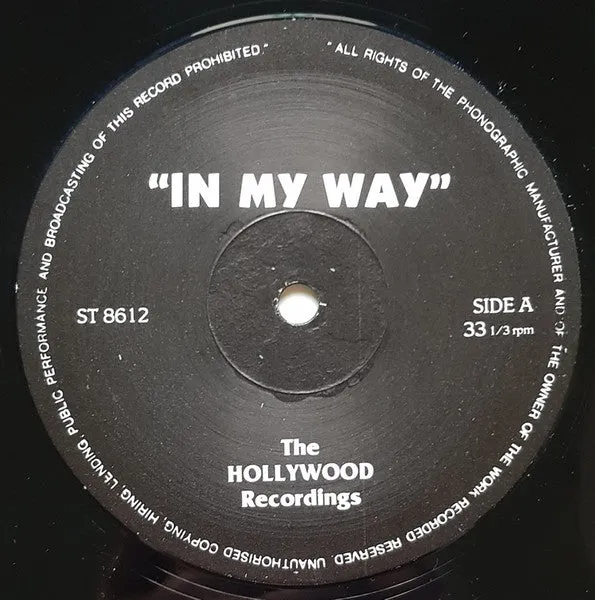 " ALL RIGHTS OF THE PHONOGRAPHIC MANUFACTURER AND OF THE OWNER OF THE WORK RECORDED RESERVED. UNAUTHORISED COPYING, HIRING, LENDING, PUBLIC PERFORMANCE AND BROADCASTING OF THIS RECORD PROHIBITED."
“IN MY WAY”
ST 8612
SIDE A
33 1/3 rpm
The
HOLLYWOOD
Recordings